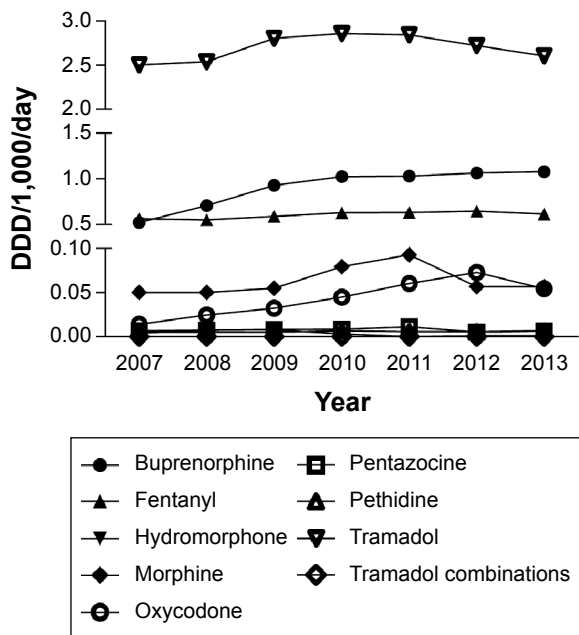 3.0
2.5
2.0
1.5
1.0
0.5
0.10
0.05
0.00
DDD/1,000/day
2007 2008 2009 2010 2011 2012 2013
Year
Buprenorphine Pentazocine
Fentanyl Pethidine
Hydromorphone Tramadol
Morphine Tramadol combinations
Oxycodone